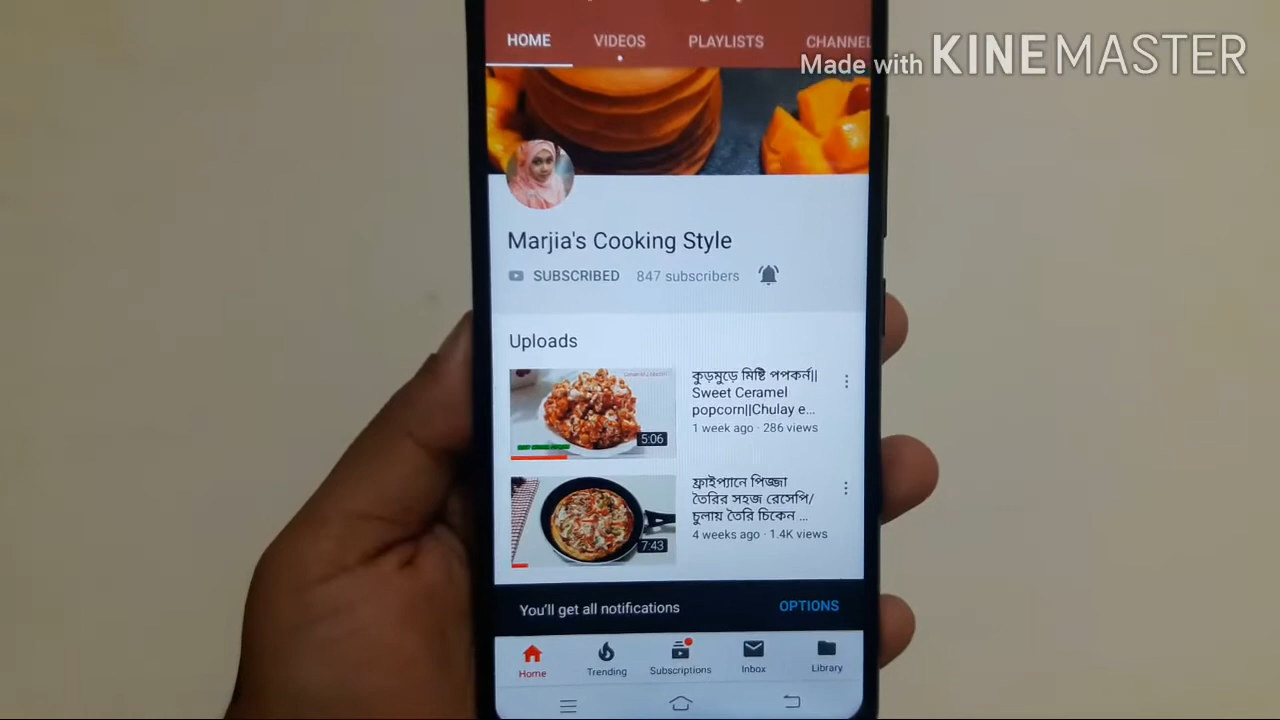 HOME VIDEOS PLAYLISTS CHANNEL
Made with KINEMASTER
Marjia's Cooking Style
SUBSCRIBED 847 subscribers
Uploads
কুড়মুড়ে মিষ্টি পপকর্ন||
Sweet Ceramel
popcorn||Chulay e...
1 week ago · 286 views
5:06
ফ্রাইপ্যানে পিজ্জা
তৈরির সহজ রেসেপি/
চুলায় তৈরি চিকেন ...
4 weeks ago · 1.4K views
7:43
You'll get all notifications OPTIONS
Home Trending Subscriptions Inbox Library